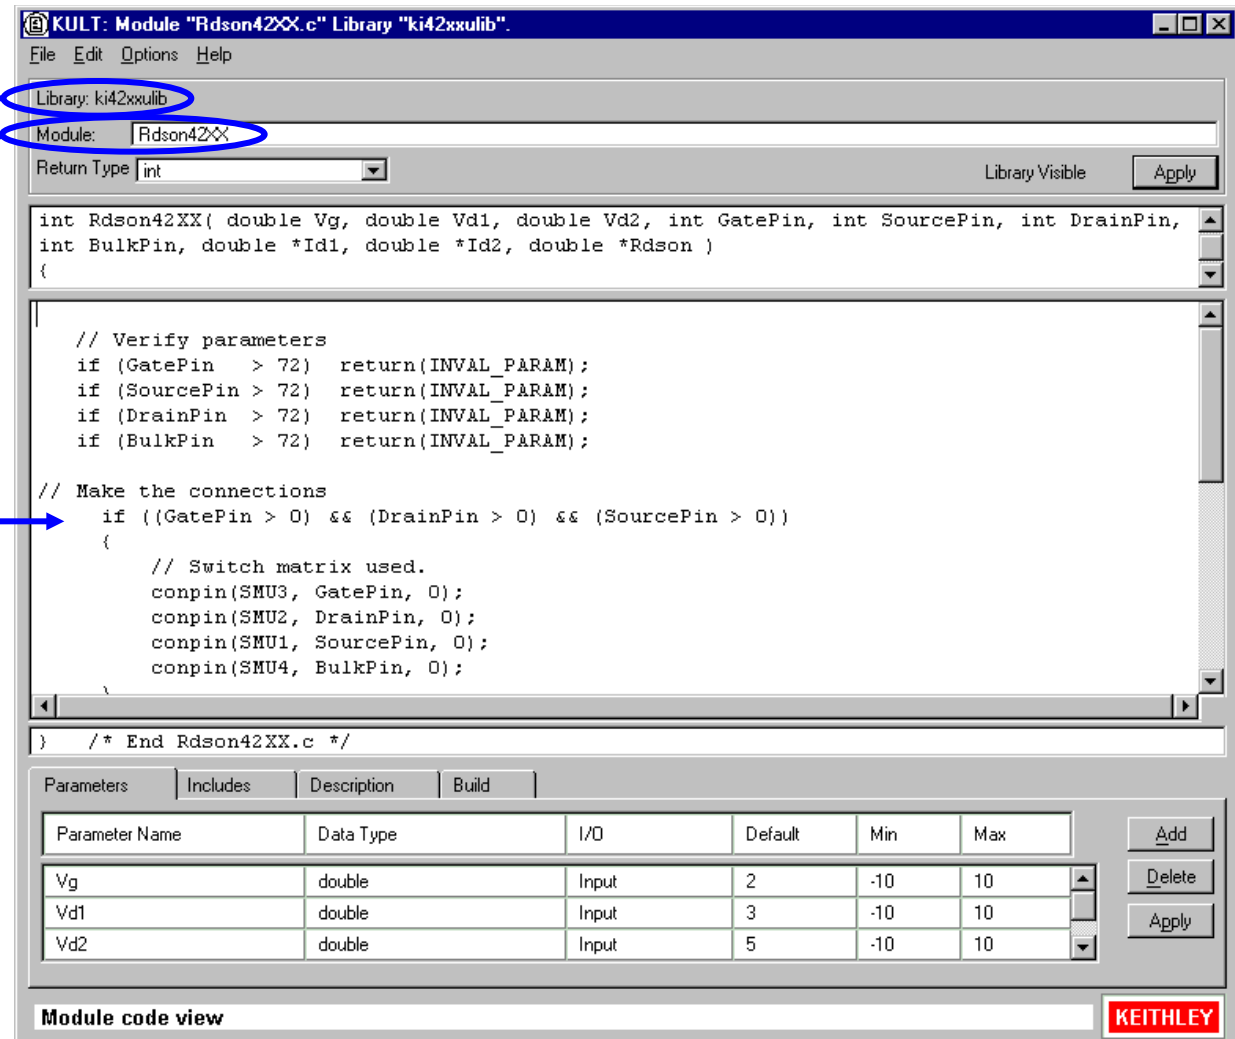 KULT: Module "Rdson42XX.c" Library "ki42xxulib".
File Edit Options Help
Library: ki42xxulib
Module: Rdson42XX
Return Type int Library Visible Apply
int Rdson42XX( double Vg, double Vd1, double Vd2, int GatePin, int SourcePin, int DrainPin,
int BulkPin, double *Id1, double *Id2, double *Rdson )
{
// Verify parameters
if (GatePin > 72) return(INVAL_PARAM);
if (SourcePin > 72) return(INVAL_PARAM);
if (DrainPin > 72) return(INVAL_PARAM);
if (BulkPin > 72) return(INVAL_PARAM);
// Make the connections
if ((GatePin > 0) && (DrainPin > 0) && (SourcePin > 0))
{
// Switch matrix used.
conpin(SMU3, GatePin, 0);
conpin(SMU2, DrainPin, 0);
conpin(SMU1, SourcePin, 0);
conpin(SMU4, BulkPin, 0);
}
} /* End Rdson42XX.c */
Parameters Includes Description Build
Parameter Name Data Type I/O Default Min Max Add
Vg double Input 2 -10 10 Delete
Vd1 double Input 3 -10 10 Apply
Vd2 double Input 5 -10 10
Module code view KEITHLEY